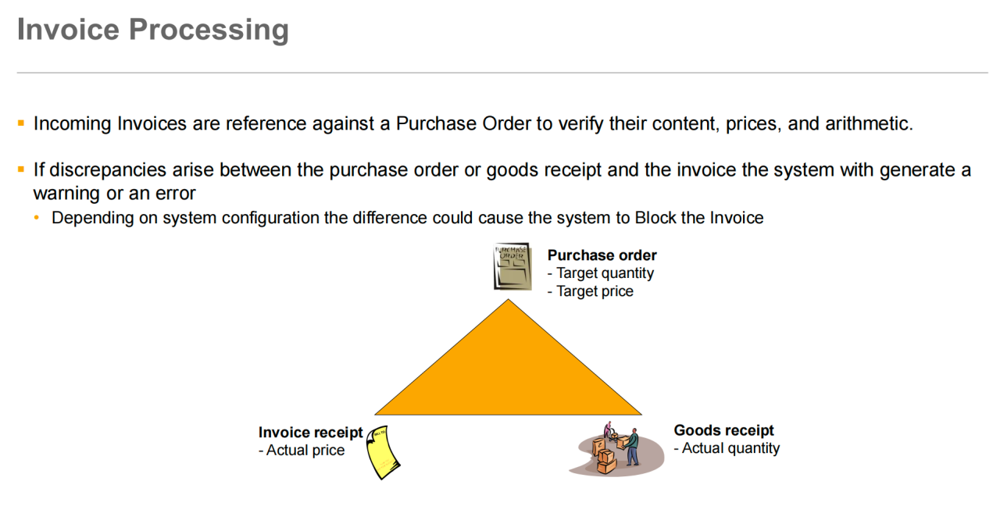 Invoice Processing
▪ Incoming Invoices are reference against a Purchase Order to verify their content, prices, and arithmetic.
▪ If discrepancies arise between the purchase order or goods receipt and the invoice the system with generate a
warning or an error
• Depending on system configuration the difference could cause the system to Block the Invoice
PURCHASE
ORDER
Purchase order
- Target quantity
- Target price
Invoice receipt
- Actual price
Goods receipt
- Actual quantity